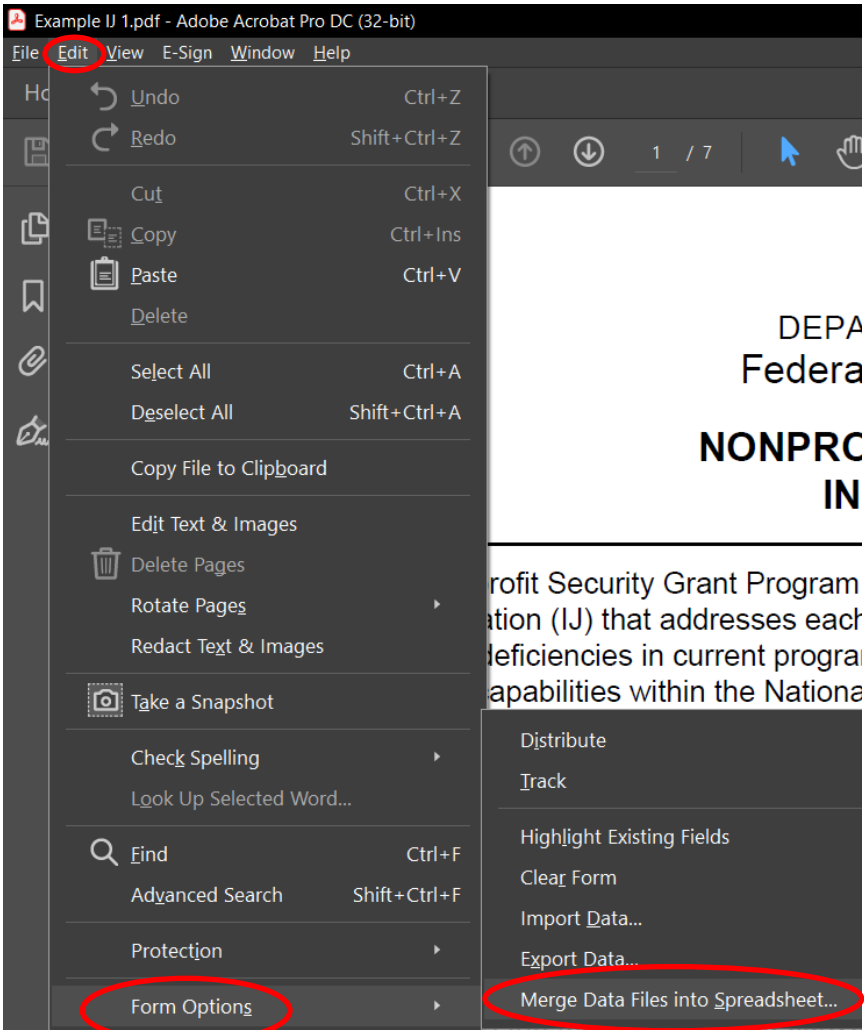 Example IJ 1.pdf - Adobe Acrobat Pro DC (32-bit)
File Edit View E-Sign Window Help
Undo Ctrl+Z
Redo Shift+Ctrl+Z
1 / 7
Cut Ctrl+X
Copy Ctrl+Ins
Paste Ctrl+V
Delete
Select All Ctrl+A
Deselect All Shift+Ctrl+A
Copy File to Clipboard
Edit Text & Images
Delete Pages
Rotate Pages
Redact Text & Images
Take a Snapshot
Check Spelling
Look Up Selected Word...
Find Ctrl+F
Advanced Search Shift+Ctrl+F
Protection
Form Options
DEPA
Federa
NONPRO
IN
rofit Security Grant Program
ation (IJ) that addresses each
deficiencies in current progra
apabilities within the Nationa
Distribute
Track
Highlight Existing Fields
Clear Form
Import Data...
Export Data...
Merge Data Files into Spreadsheet...